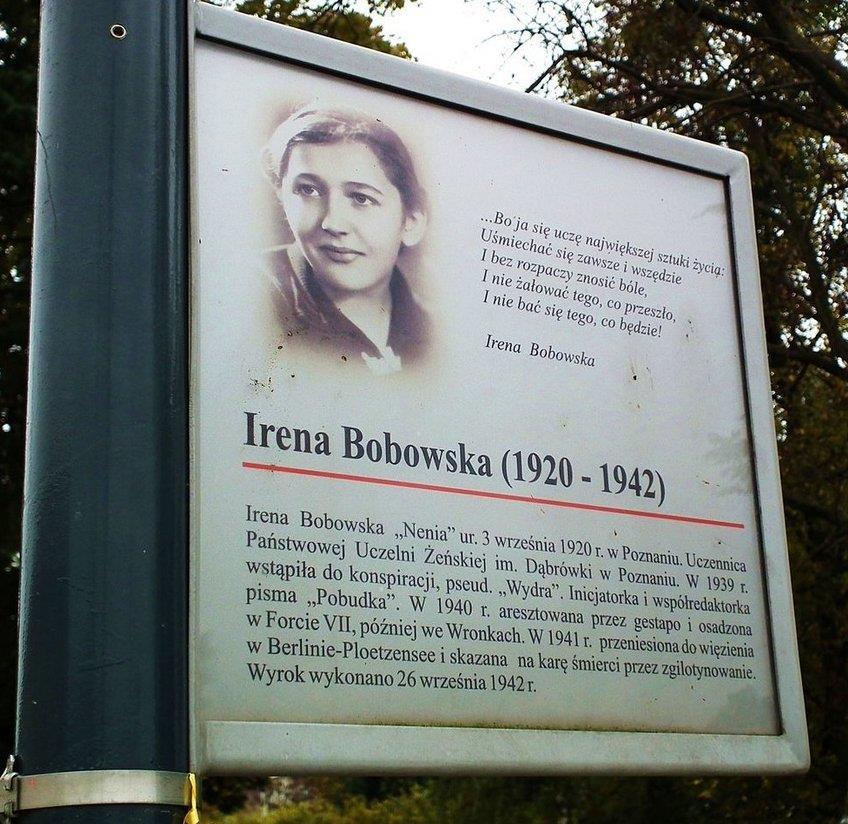 ...Bo ja się uczę największej sztuki życia:
Uśmiechać się zawsze i wszędzie
I bez rozpaczy znosić bóle,
I nie żałować tego, co przeszło,
I nie bać się tego, co będzie!
Irena Bobowska
Irena Bobowska (1920 - 1942)
Irena Bobowska „Nenia” ur. 3 września 1920 r. w Poznaniu. Uczennica
Państwowej Uczelni Żeńskiej im. Dąbrówki w Poznaniu. W 1939 r.
wstąpiła do konspiracji, pseud. „Wydra”. Inicjatorka i współredaktorka
pisma „Pobudka”. W 1940 r. aresztowana przez gestapo i osadzona
w Forcie VII, później we Wronkach. W 1941 r. przeniesiona do więzienia
w Berlinie-Ploetzensee i skazana na karę śmierci przez zgilotynowanie.
Wyrok wykonano 26 września 1942 r.